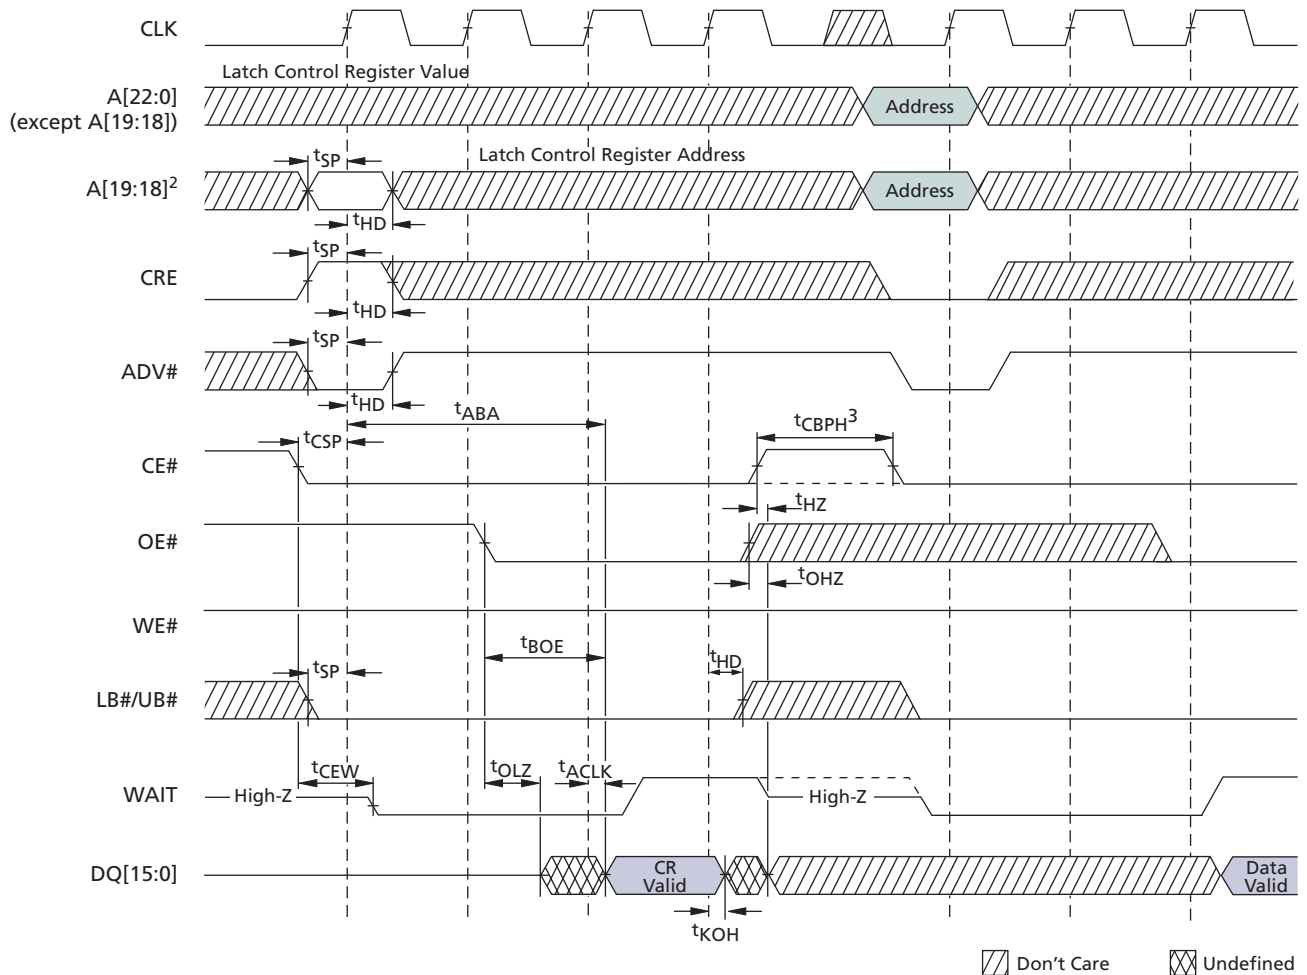 CLK
Latch Control Register Value
A[22:0]
(except A[19:18])
Address
tSP
Latch Control Register Address
A[19:18]2
Address
tHD
tSP
CRE
tHD
tSP
ADV#
tHD
tABA
tCSP
tCBPH3
CE#
tHZ
OE#
tOHZ
WE#
tBOE
tHD
tSP
LB#/UB#
tCEW
tOLZ
tACLK
WAIT
High-Z
High-Z
DQ[15:0]
CR
Valid
Data
Valid
tKOH
Don't Care
Undefined